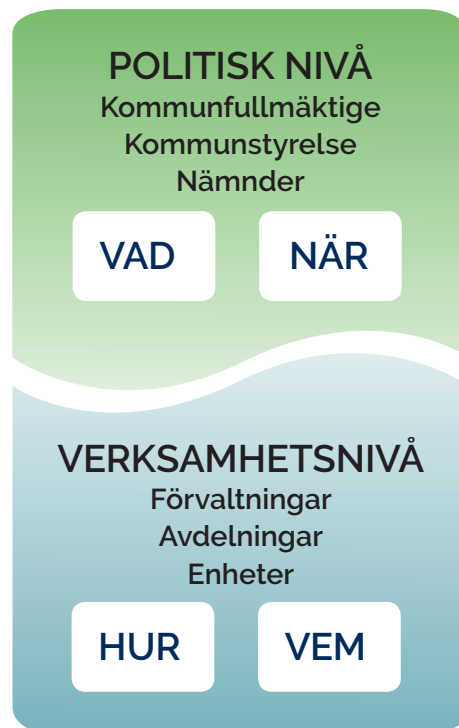 POLITISK NIVÅ
Kommunfullmäktige
Kommunstyrelse
Nämnder
VAD NÄR
VERKSAMHETSNIVÅ
Förvaltningar
Avdelningar
Enheter
HUR VEM